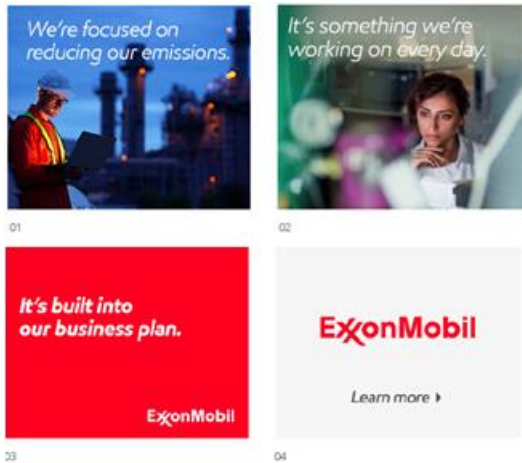 We're focused on
reducing our emissions.
It's something we're
working on every day.
01
02
It's built into
our business plan.
ExxonMobil
ExxonMobil
Learn more
03
04